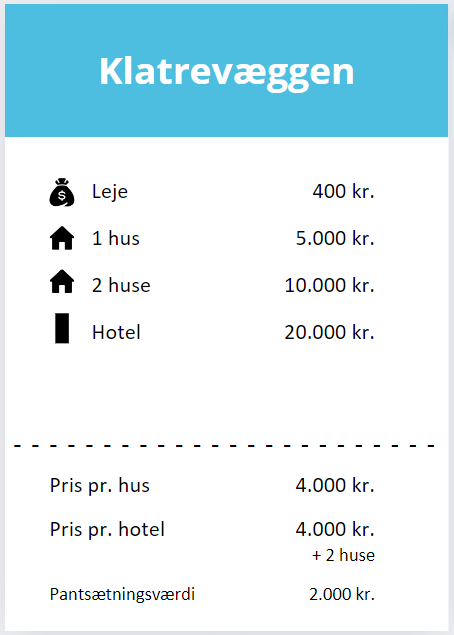 Klatrevæggen
$ Leje 400 kr.
1 hus 5.000 kr.
2 huse 10.000 kr.
Hotel 20.000 kr.
- - - - - - - - - - - - - - - - - - - - - - - -
Pris pr. hus 4.000 kr.
Pris pr. hotel 4.000 kr.
+ 2 huse
Pantsætningsværdi 2.000 kr.